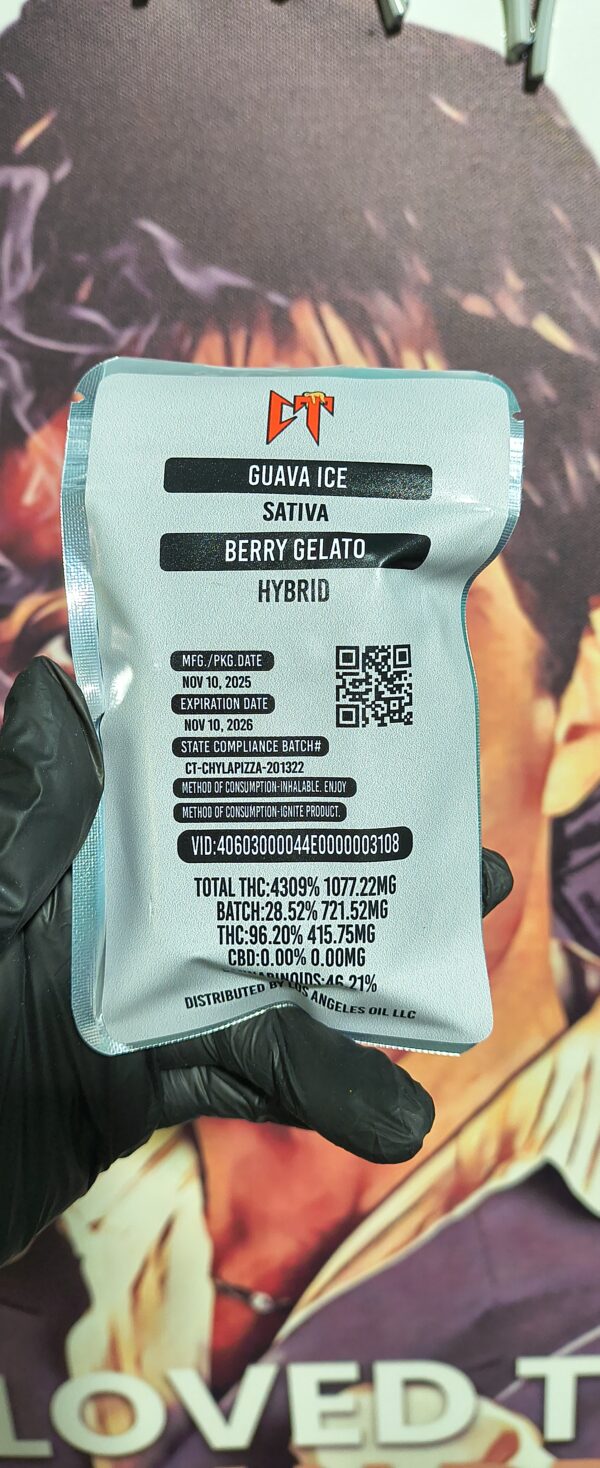 CT
GUAVA ICE
SATIVA
BERRY GELATO
HYBRID
MFG./PKG.DATE
NOV 10, 2025
EXPIRATION DATE
NOV 10, 2026
STATE COMPLIANCE BATCH#
CT-CHYLAPIZZA-201322
METHOD OF CONSUMPTION-INHALABLE. ENJOY
METHOD OF CONSUMPTION-IGNITE PRODUCT.
VID:40603000044E0000003108
TOTAL THC:4309% 1077.22MG
BATCH:28.52% 721.52MG
THC:96.20% 415.75MG
CBD:0.00% 0.00MG
46.21%
DISTRIBUTED BY LOS ANGELES OIL LLC
LOVED T